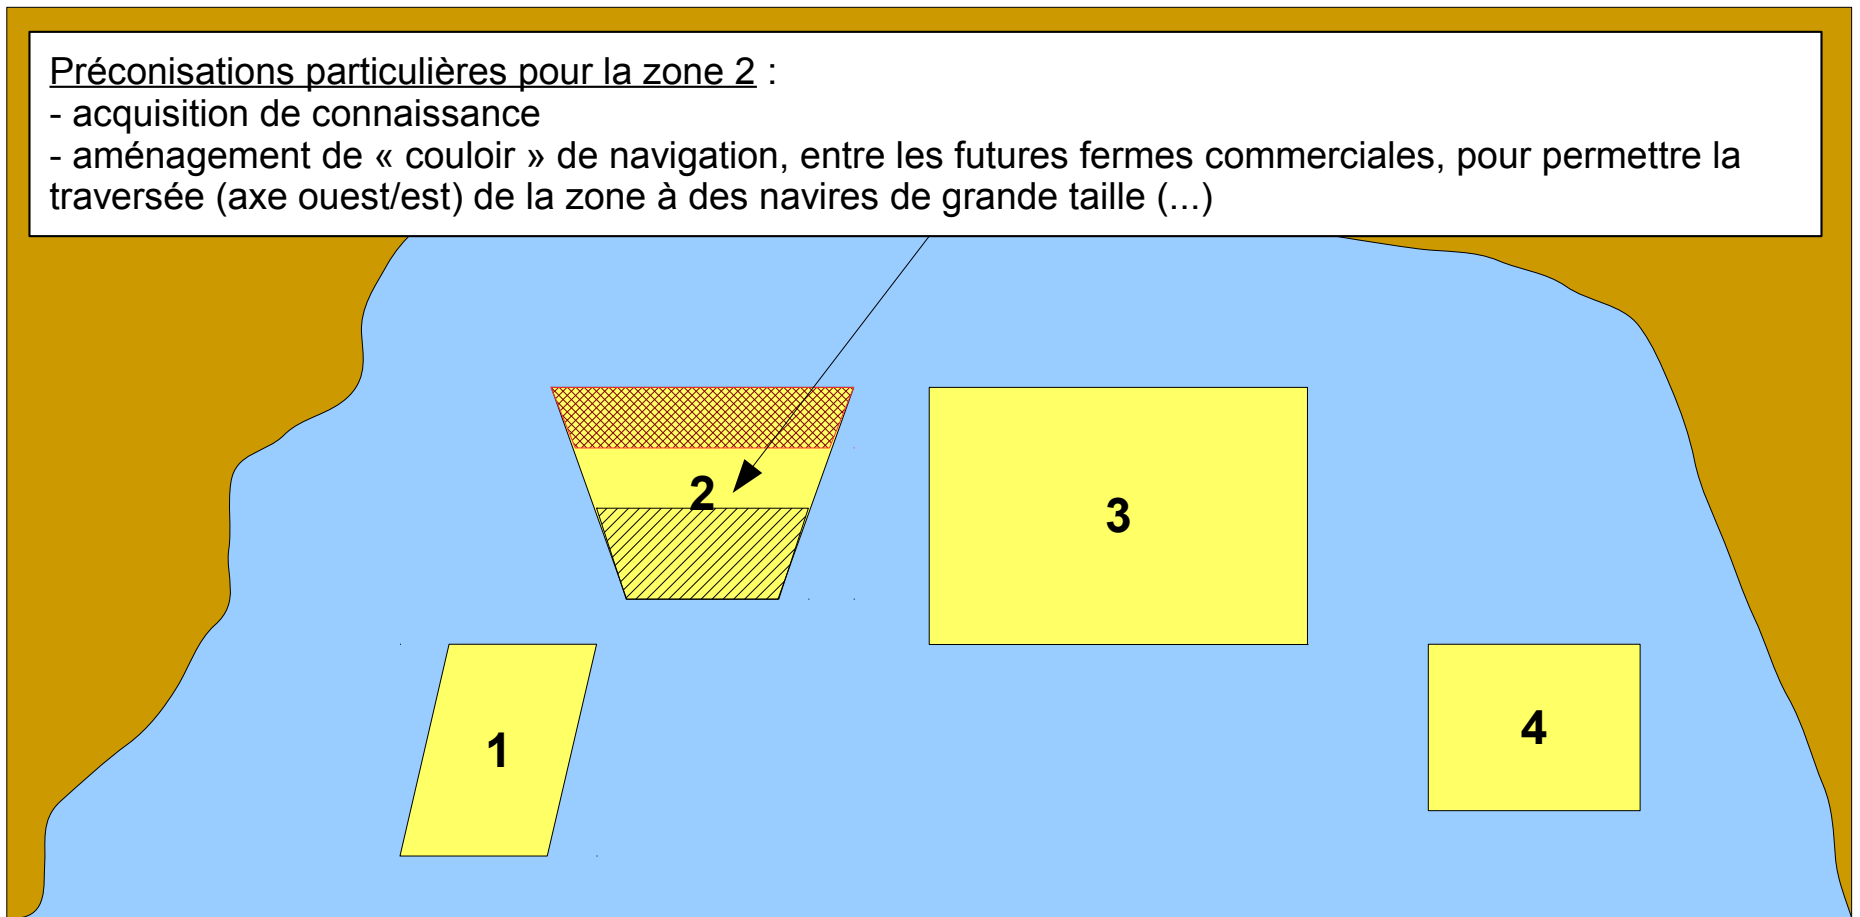 Préconisations particulières pour la zone 2 :
- acquisition de connaissance
- aménagement de « couloir » de navigation, entre les futures fermes commerciales, pour permettre la
traversée (axe ouest/est) de la zone à des navires de grande taille (...)
2
3
1
4